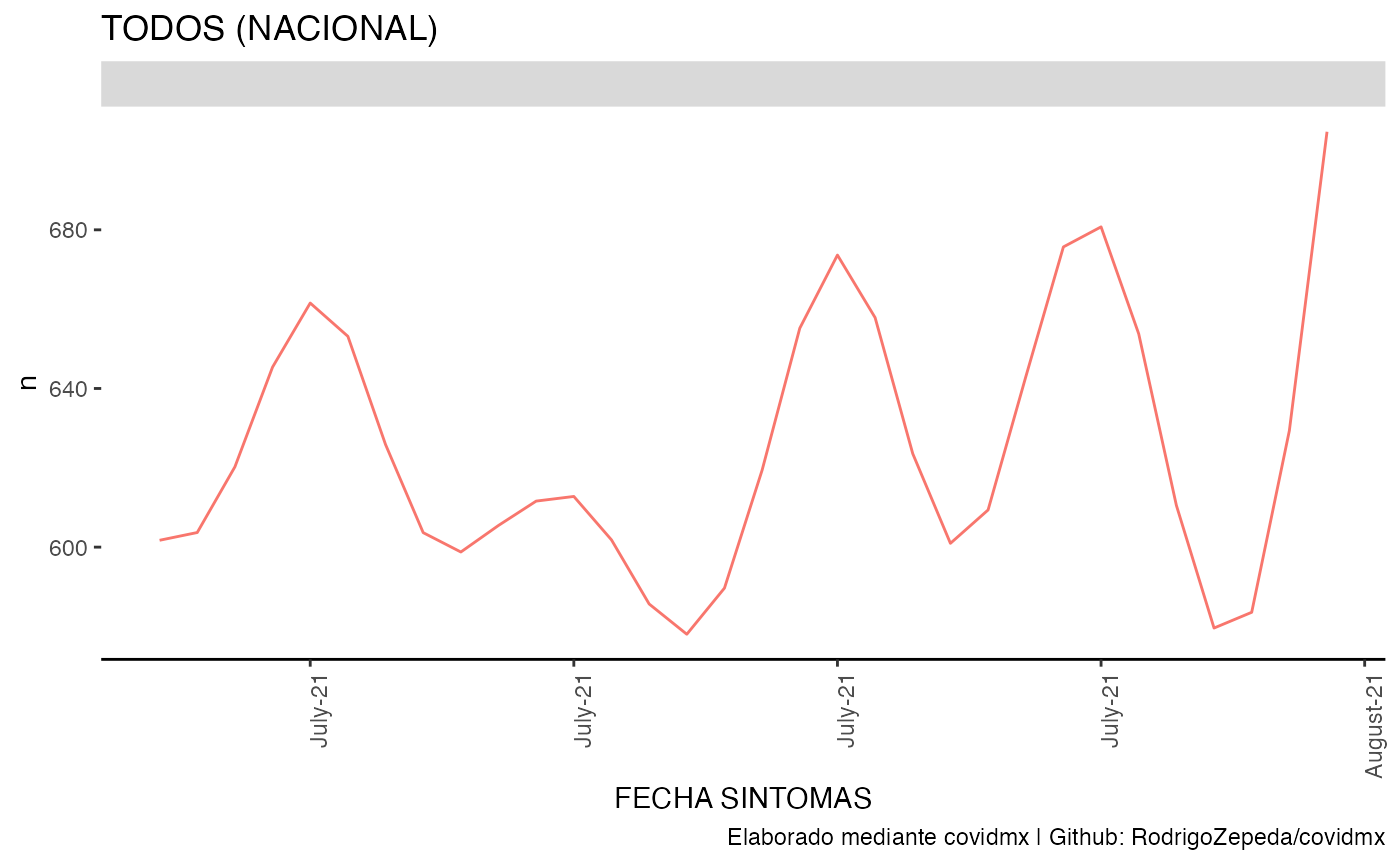 TODOS (NACIONAL)
n
680
640
600
July-21
July-21
July-21
July-21
August-21
FECHA SINTOMAS
Elaborado mediante covidmx | Github: RodrigoZepeda/covidmx